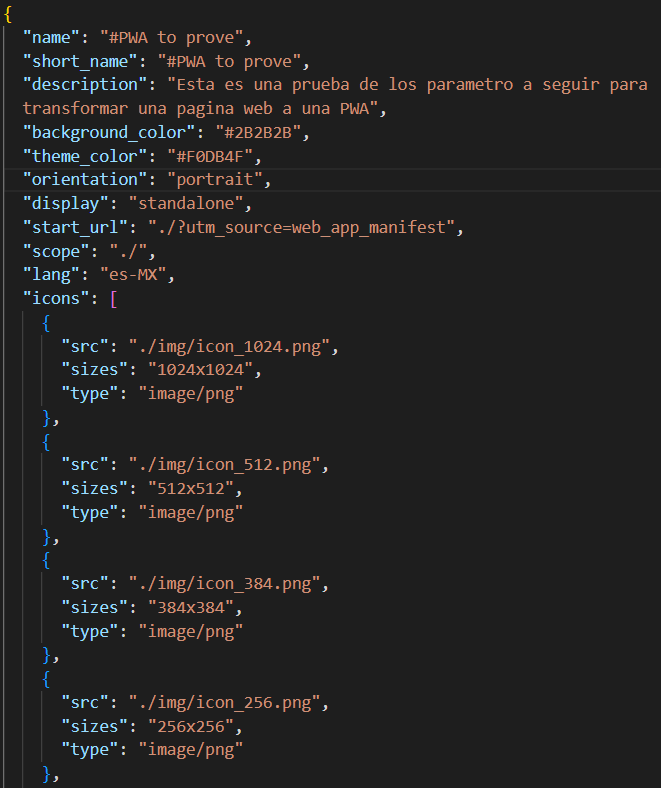 {
"name": "#PWA to prove",
"short_name": "#PWA to prove",
"description": "Esta es una prueba de los parametro a seguir para
transformar una pagina web a una PWA",
"background_color": "#2B2B2B",
"theme_color": "#F0DB4F",
"orientation": "portrait",
"display": "standalone",
"start_url": "./?utm_source=web_app_manifest",
"scope": "./",
"lang": "es-MX",
"icons": [
{
"src": "./img/icon_1024.png",
"sizes": "1024x1024",
"type": "image/png"
},
{
"src": "./img/icon_512.png",
"sizes": "512x512",
"type": "image/png"
},
{
"src": "./img/icon_384.png",
"sizes": "384x384",
"type": "image/png"
},
{
"src": "./img/icon_256.png",
"sizes": "256x256",
"type": "image/png"
},